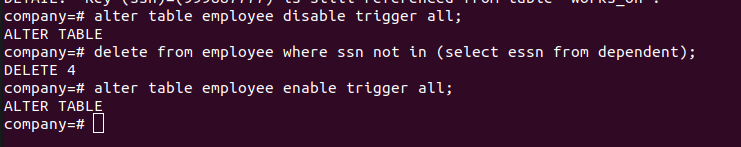 DETAIL:  Key (ssn)=(999887777) is still referenced from table "works_on".
company=# alter table employee disable trigger all;
ALTER TABLE
company=# delete from employee where ssn not in (select essn from dependent);
DELETE 4
company=# alter table employee enable trigger all;
ALTER TABLE
company=#